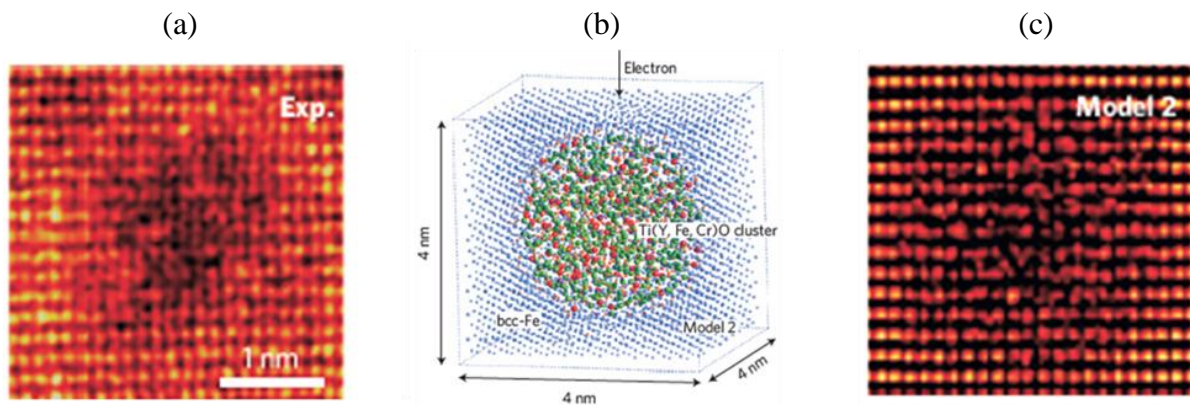 (a)
(b)
(c)
Exp.
1 nm
Electron
4 nm
Ti(Y, Fe, Cr)O cluster
bcc-Fe
Model 2
4 nm
4 nm
Model 2